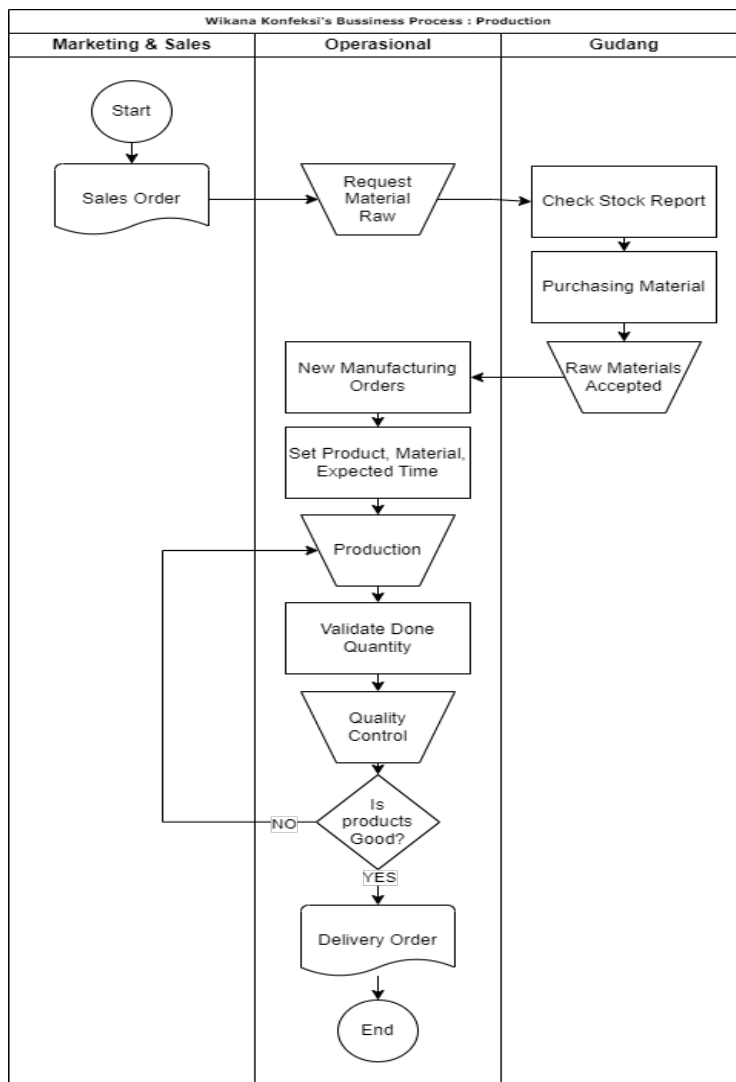 Wikana Konfeksi's Bussiness Process : Production
Marketing & Sales
Operasional
Gudang
Start
Sales Order
Request
Material
Raw
Check Stock Report
Purchasing Material
Raw Materials
Accepted
New Manufacturing
Orders
Set Product, Material,
Expected Time
Production
Validate Done
Quantity
Quality
Control
Is
products
Good?
NO
YES
Delivery Order
End